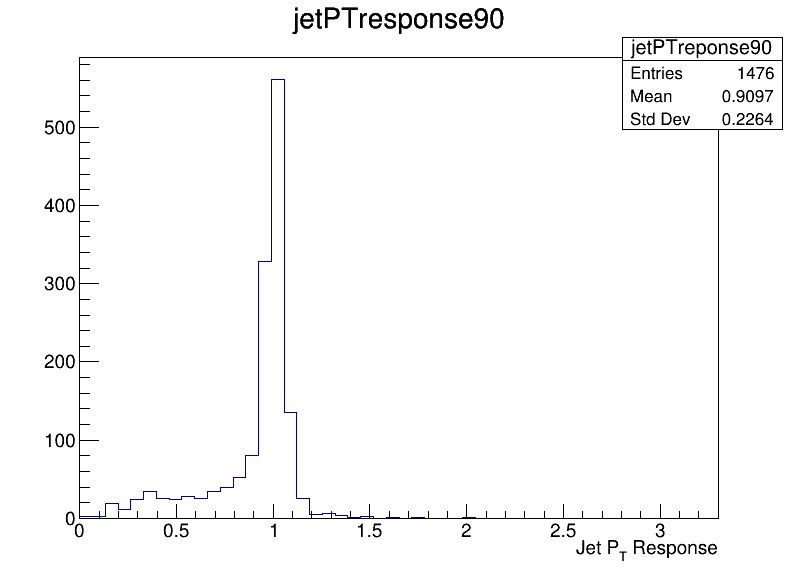 jetPTresponse90
jetPTreponse90
Entries 1476
Mean 0.9097
Std Dev 0.2264
500
400
300
200
100
0
0 0.5 1 1.5 2 2.5 3
Jet PT Response